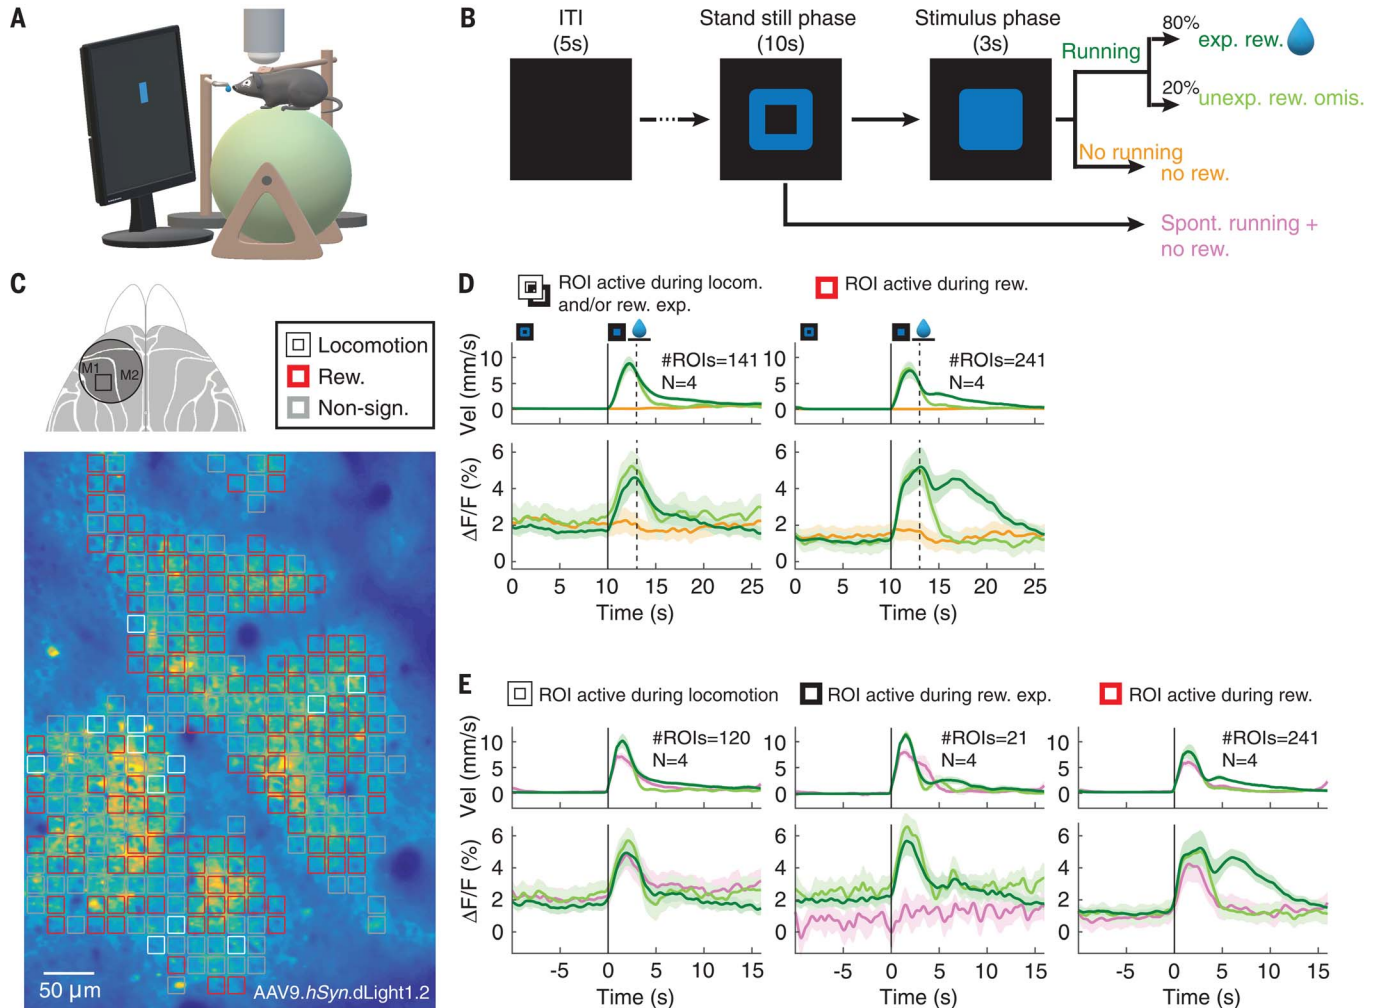 A
B
ITI
(5s)
Stand still phase
(10s)
Stimulus phase
(3s)
Running
80%
exp. rew.
20%
unexp. rew. omis.
No running
no rew.
Spont. running +
no rew.
C
M1
M2
Locomotion
Rew.
Non-sign.
50 µm
AAV9.hSyn.dLight1.2
D
ROI active during locom.
and/or rew. exp.
ROI active during rew.
Vel (mm/s)
10
5
0
#ROIs=141
N=4
10
5
0
#ROIs=241
N=4
ΔF/F (%)
6
4
2
0
0 5 10 15 20 25
Time (s)
6
4
2
0
0 5 10 15 20 25
Time (s)
E
ROI active during locomotion
ROI active during rew. exp.
ROI active during rew.
Vel (mm/s)
10
5
0
#ROIs=120
N=4
10
5
0
#ROIs=21
N=4
10
5
0
#ROIs=241
N=4
ΔF/F (%)
6
4
2
0
-5 0 5 10 15
Time (s)
6
4
2
0
-5 0 5 10 15
Time (s)
6
4
2
0
-5 0 5 10 15
Time (s)